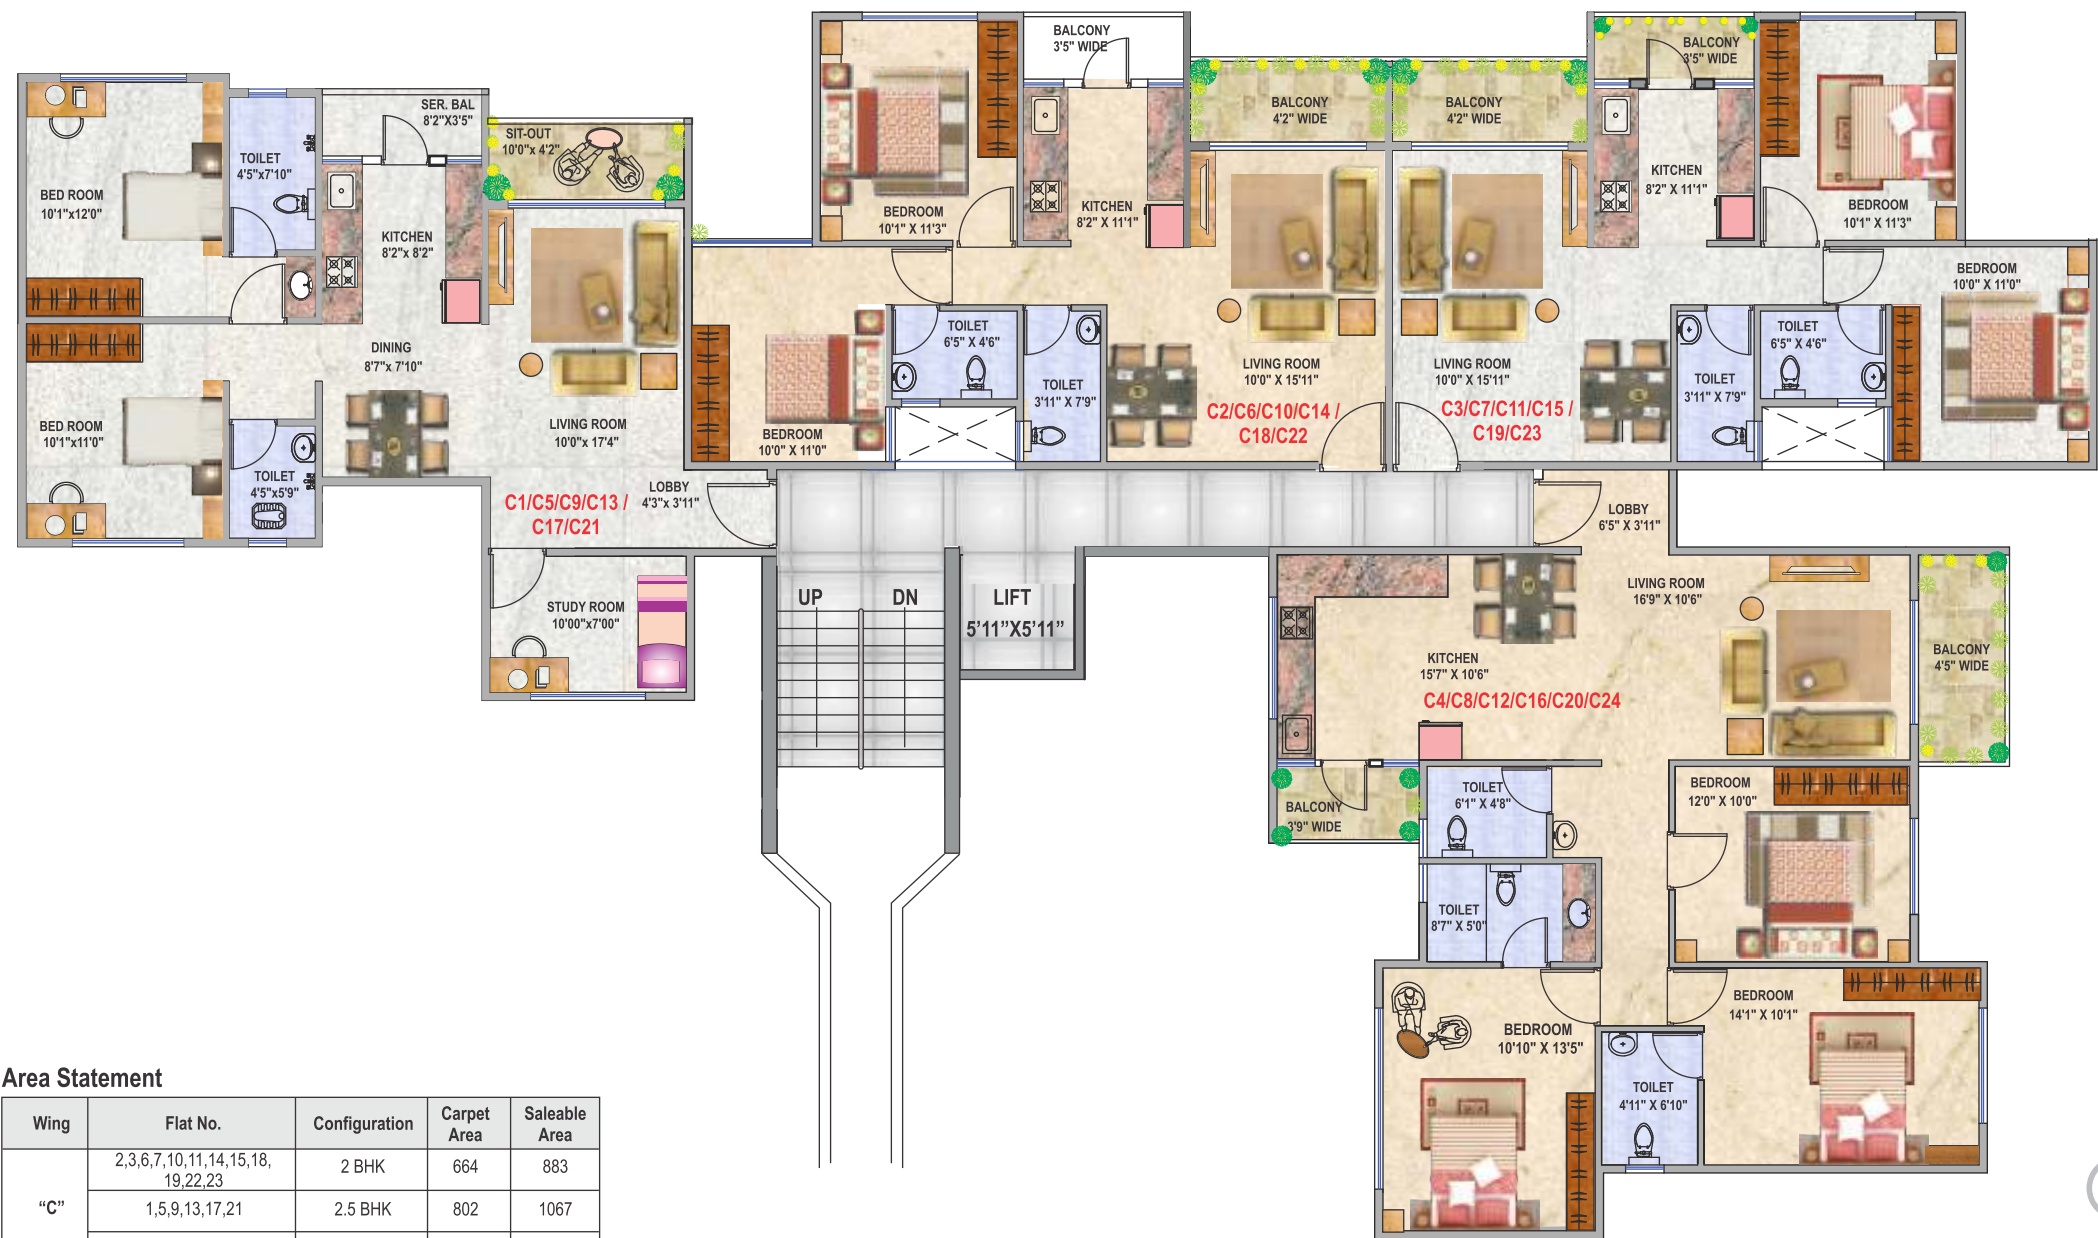 BED ROOM
10'1"x12'0"
TOILET
4'5"x7'10"
SER. BAL
8'2"X3'5"
SIT-OUT
10'0"x 4'2"
KITCHEN
8'2"x 8'2"
DINING
8'7"x 7'10"
BED ROOM
10'1"x11'0"
TOILET
4'5"x5'9"
LIVING ROOM
10'0"x 17'4"
LOBBY
4'3"x 3'11"
C1/C5/C9/C13 /
C17/C21
STUDY ROOM
10'00"x7'00"
BEDROOM
10'1" X 11'3"
BALCONY
3'5" WIDE
KITCHEN
8'2" X 11'1"
BALCONY
4'2" WIDE
BEDROOM
10'0" X 11'0"
TOILET
6'5" X 4'6"
TOILET
3'11" X 7'9"
LIVING ROOM
10'0" X 15'11"
C2/C6/C10/C14 /
C18/C22
BALCONY
4'2" WIDE
BALCONY
3'5" WIDE
KITCHEN
8'2" X 11'1"
BEDROOM
10'1" X 11'3"
BEDROOM
10'0" X 11'0"
LIVING ROOM
10'0" X 15'11"
C3/C7/C11/C15 /
C19/C23
TOILET
3'11" X 7'9"
TOILET
6'5" X 4'6"
UP
DN
LIFT
5'11”X5'11”
LOBBY
6'5" X 3'11"
LIVING ROOM
16'9" X 10'6"
BALCONY
4'5" WIDE
KITCHEN
15'7" X 10'6"
C4/C8/C12/C16/C20/C24
BALCONY
3'9" WIDE
TOILET
6'1" X 4'8"
BEDROOM
12'0" X 10'0"
TOILET
8'7" X 5'0"
BEDROOM
10'10" X 13'5"
BEDROOM
14'1" X 10'1"
TOILET
4'11" X 6'10"
Area Statement
Wing Flat No. Configuration Carpet Area Saleable Area
2,3,6,7,10,11,14,15,18, 19,22,23 2 BHK 664 883
“C” 1,5,9,13,17,21 2.5 BHK 802 1067